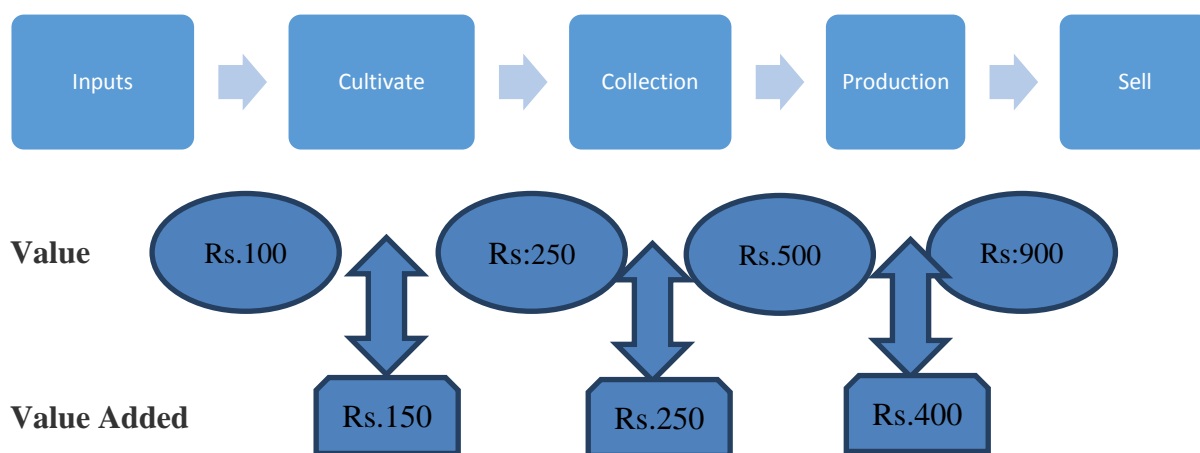 Inputs Cultivate Collection Production Sell
Value Rs.100 Rs:250 Rs.500 Rs:900
Value Added Rs.150 Rs.250 Rs.400